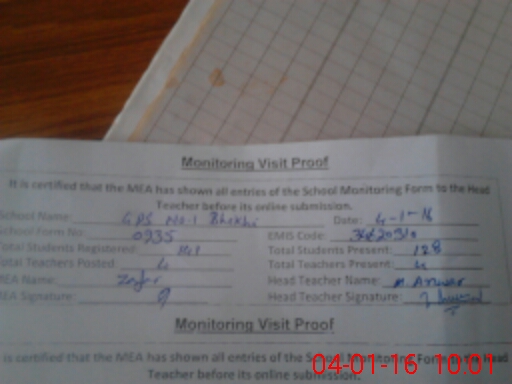 Monitoring Visit Proof
It is certified that the MEA has shown all entries of the School Monitoring Form to the Head
Teacher before its online submission.
School Name: GPS No.1 Date: 4-1-16
School Form No: 0935 EMIS Code:
Total Students Registered: Total Students Present: 128
Total Teachers Posted: 4 Total Teachers Present: 4
MEA Name: Zafar Head Teacher Name: M. Anwar
MEA Signature: Head Teacher Signature:
Monitoring Visit Proof
is certified that the MEA has shown all entries of the School Monitoring Form to the Head
Teacher before its online submission.
04-01-16 10:01